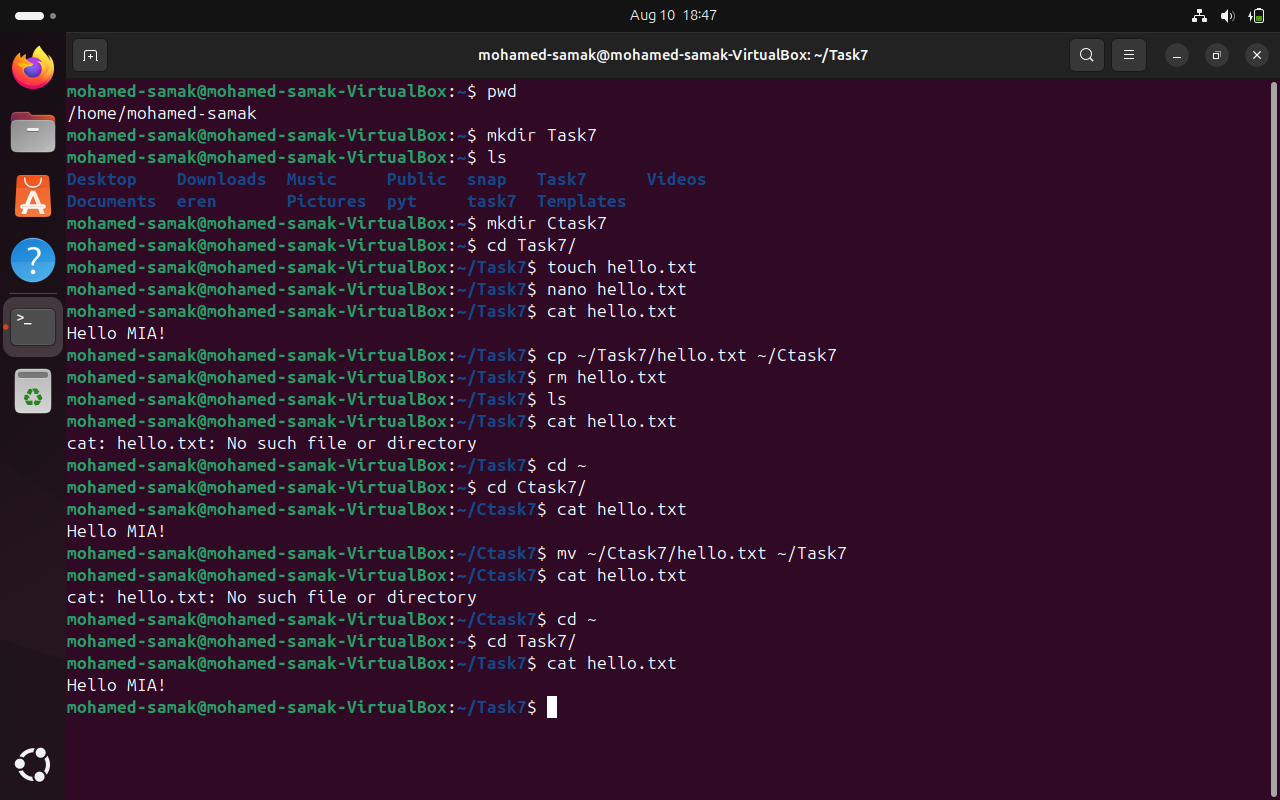 Aug 10 18:47
mohamed-samak@mohamed-samak-VirtualBox: ~/Task7
mohamed-samak@mohamed-samak-VirtualBox:~$ pwd
/home/mohamed-samak
mohamed-samak@mohamed-samak-VirtualBox:~$ mkdir Task7
mohamed-samak@mohamed-samak-VirtualBox:~$ ls
Desktop    Downloads  Music     Public  snap   Task7      Videos
Documents  eren       Pictures  pyt     task7  Templates
mohamed-samak@mohamed-samak-VirtualBox:~$ mkdir Ctask7
mohamed-samak@mohamed-samak-VirtualBox:~$ cd Task7/
mohamed-samak@mohamed-samak-VirtualBox:~/Task7$ touch hello.txt
mohamed-samak@mohamed-samak-VirtualBox:~/Task7$ nano hello.txt
mohamed-samak@mohamed-samak-VirtualBox:~/Task7$ cat hello.txt
Hello MIA!
mohamed-samak@mohamed-samak-VirtualBox:~/Task7$ cp ~/Task7/hello.txt ~/Ctask7
mohamed-samak@mohamed-samak-VirtualBox:~/Task7$ rm hello.txt
mohamed-samak@mohamed-samak-VirtualBox:~/Task7$ ls
mohamed-samak@mohamed-samak-VirtualBox:~/Task7$ cat hello.txt
cat: hello.txt: No such file or directory
mohamed-samak@mohamed-samak-VirtualBox:~/Task7$ cd ~
mohamed-samak@mohamed-samak-VirtualBox:~$ cd Ctask7/
mohamed-samak@mohamed-samak-VirtualBox:~/Ctask7$ cat hello.txt
Hello MIA!
mohamed-samak@mohamed-samak-VirtualBox:~/Ctask7$ mv ~/Ctask7/hello.txt ~/Task7
mohamed-samak@mohamed-samak-VirtualBox:~/Ctask7$ cat hello.txt
cat: hello.txt: No such file or directory
mohamed-samak@mohamed-samak-VirtualBox:~/Ctask7$ cd ~
mohamed-samak@mohamed-samak-VirtualBox:~$ cd Task7/
mohamed-samak@mohamed-samak-VirtualBox:~/Task7$ cat hello.txt
Hello MIA!
mohamed-samak@mohamed-samak-VirtualBox:~/Task7$